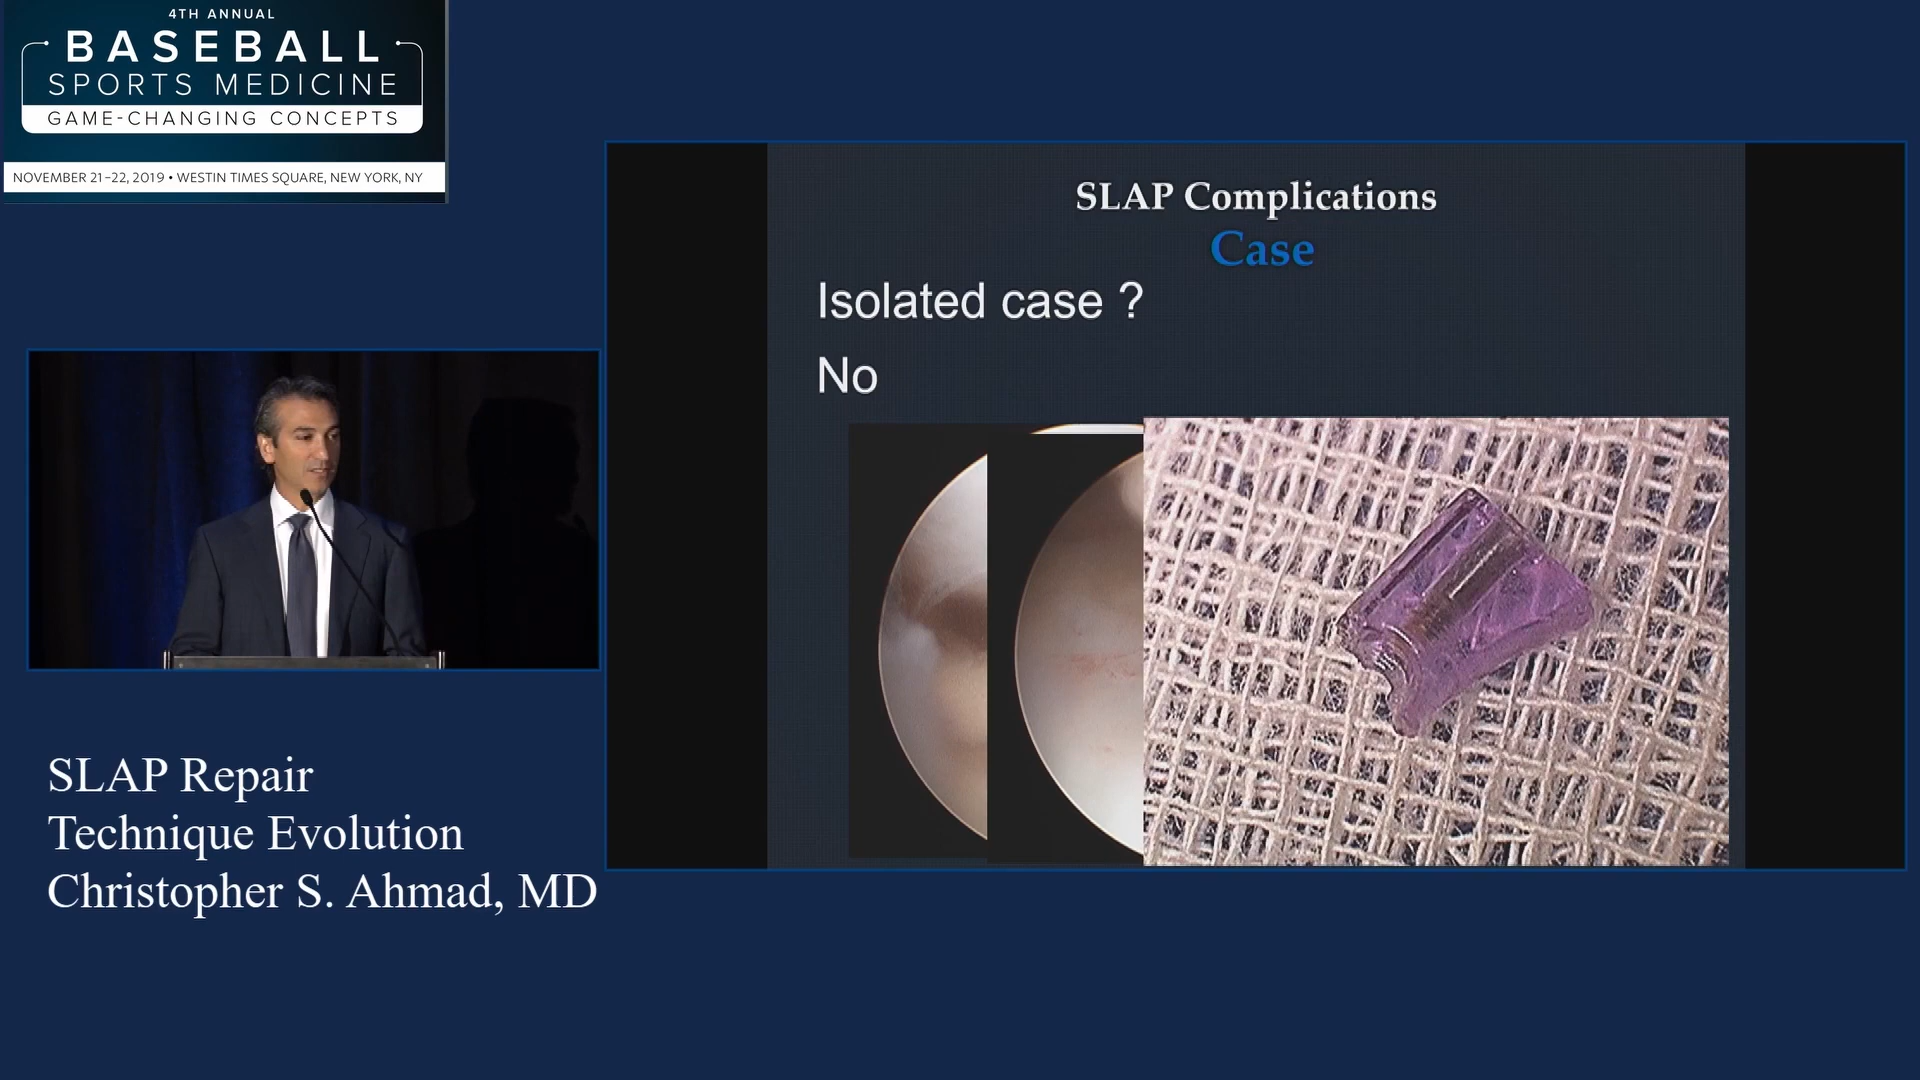 4TH ANNUAL
BASEBALL
SPORTS MEDICINE
GAME-CHANGING CONCEPTS
NOVEMBER 21-22, 2019 • WESTIN TIMES SQUARE, NEW YORK, NY
SLAP Complications
Case
Isolated case ?
No
SLAP Repair
Technique Evolution
Christopher S. Ahmad, MD